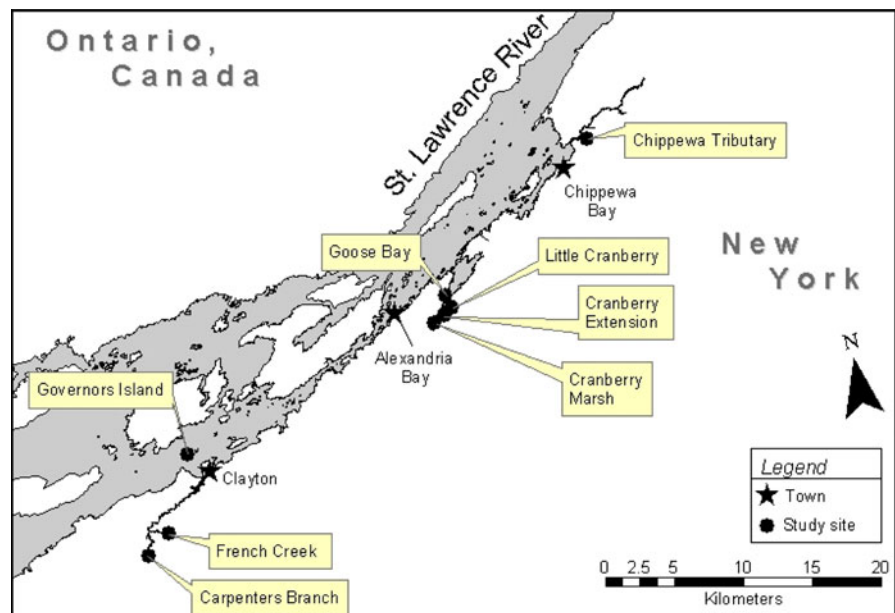 Ontario,
Canada
St. Lawrence River
Chippewa Tributary
Chippewa
Bay
New
York
Goose Bay
Little Cranberry
Cranberry
Extension
Cranberry
Marsh
Alexandria
Bay
Governors Island
Clayton
French Creek
Carpenters Branch
N
Legend
Town
Study site
0 2.5 5 10 15 20
Kilometers